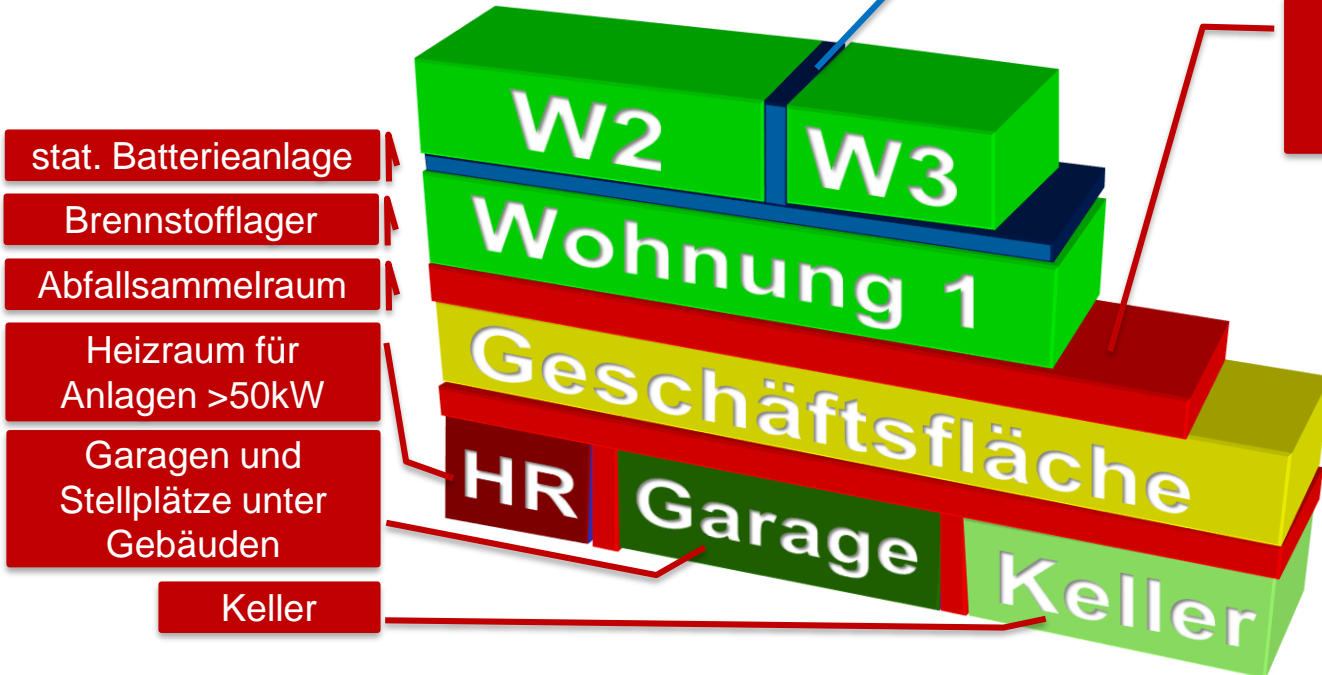 stat. Batterieanlage
Brennstofflager
Abfallsammelraum
Heizraum für
Anlagen >50kW
Garagen und
Stellplätze unter
Gebäuden
Keller
W2
W3
Wohnung 1
Geschäftsfläche
HR
Garage
Keller